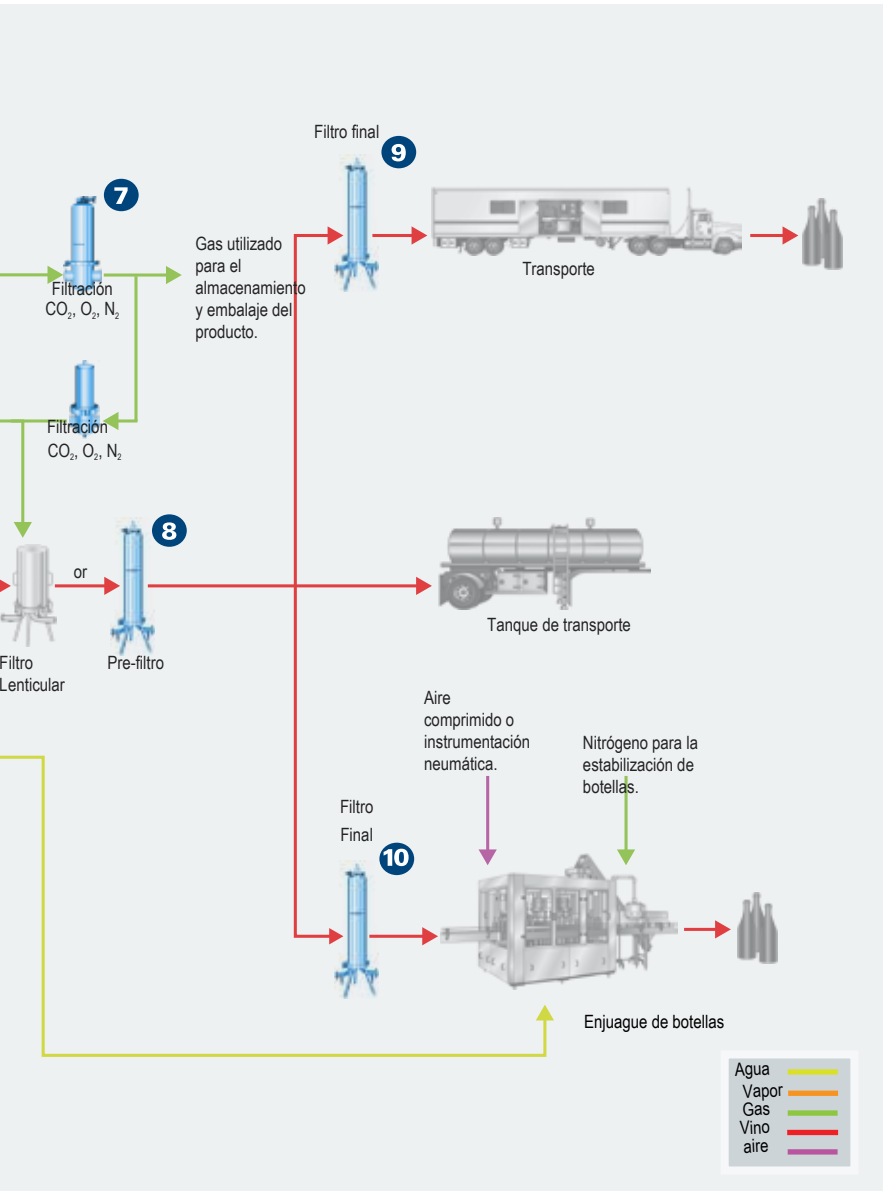 Filtro final
9
7
Gas utilizado
para el
almacenamiento
y embalaje del
producto.
Filtración
CO₂, O₂, N₂
Transporte
Filtración
CO₂, O₂, N₂
8
or
Filtro
Lenticular
Pre-filtro
Tanque de transporte
Aire
comprimido o
instrumentación
neumática.
Nitrógeno para la
estabilización de
botellas.
Filtro
Final
10
Enjuague de botellas
Agua
Vapor
Gas
Vino
aire